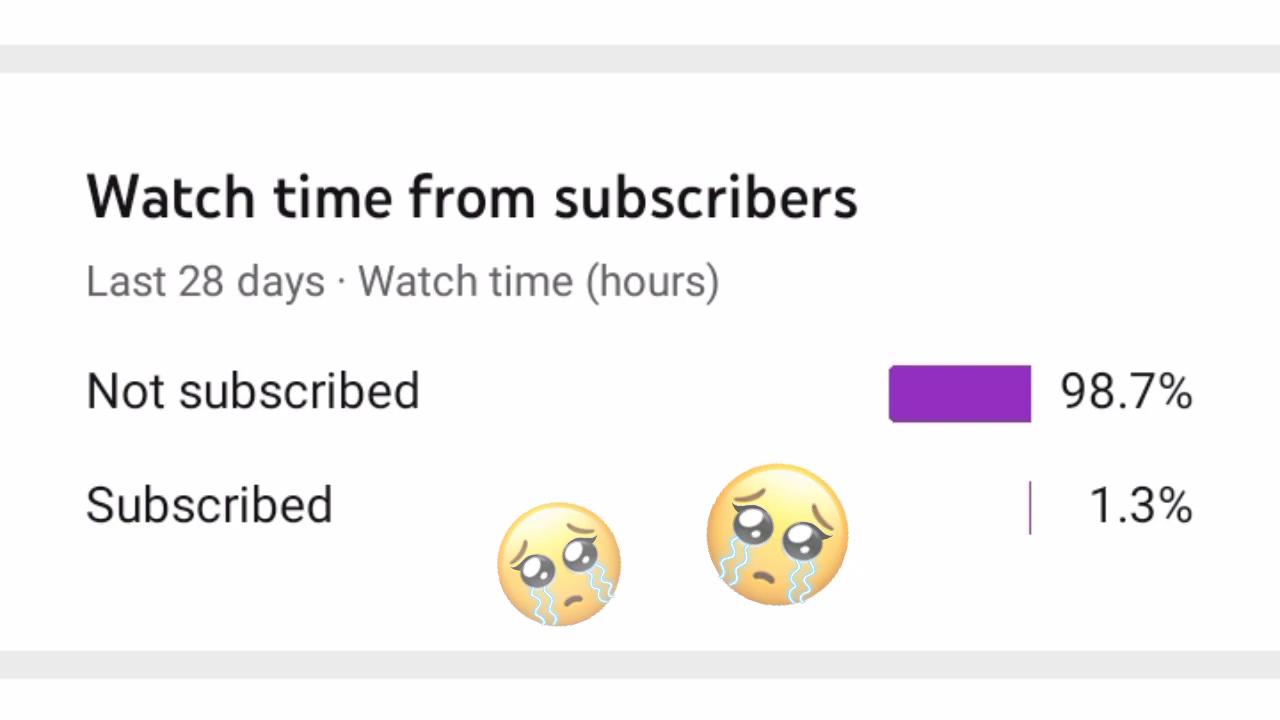 Watch time from subscribers
Last 28 days · Watch time (hours)
Not subscribed 98.7%
Subscribed 1.3%